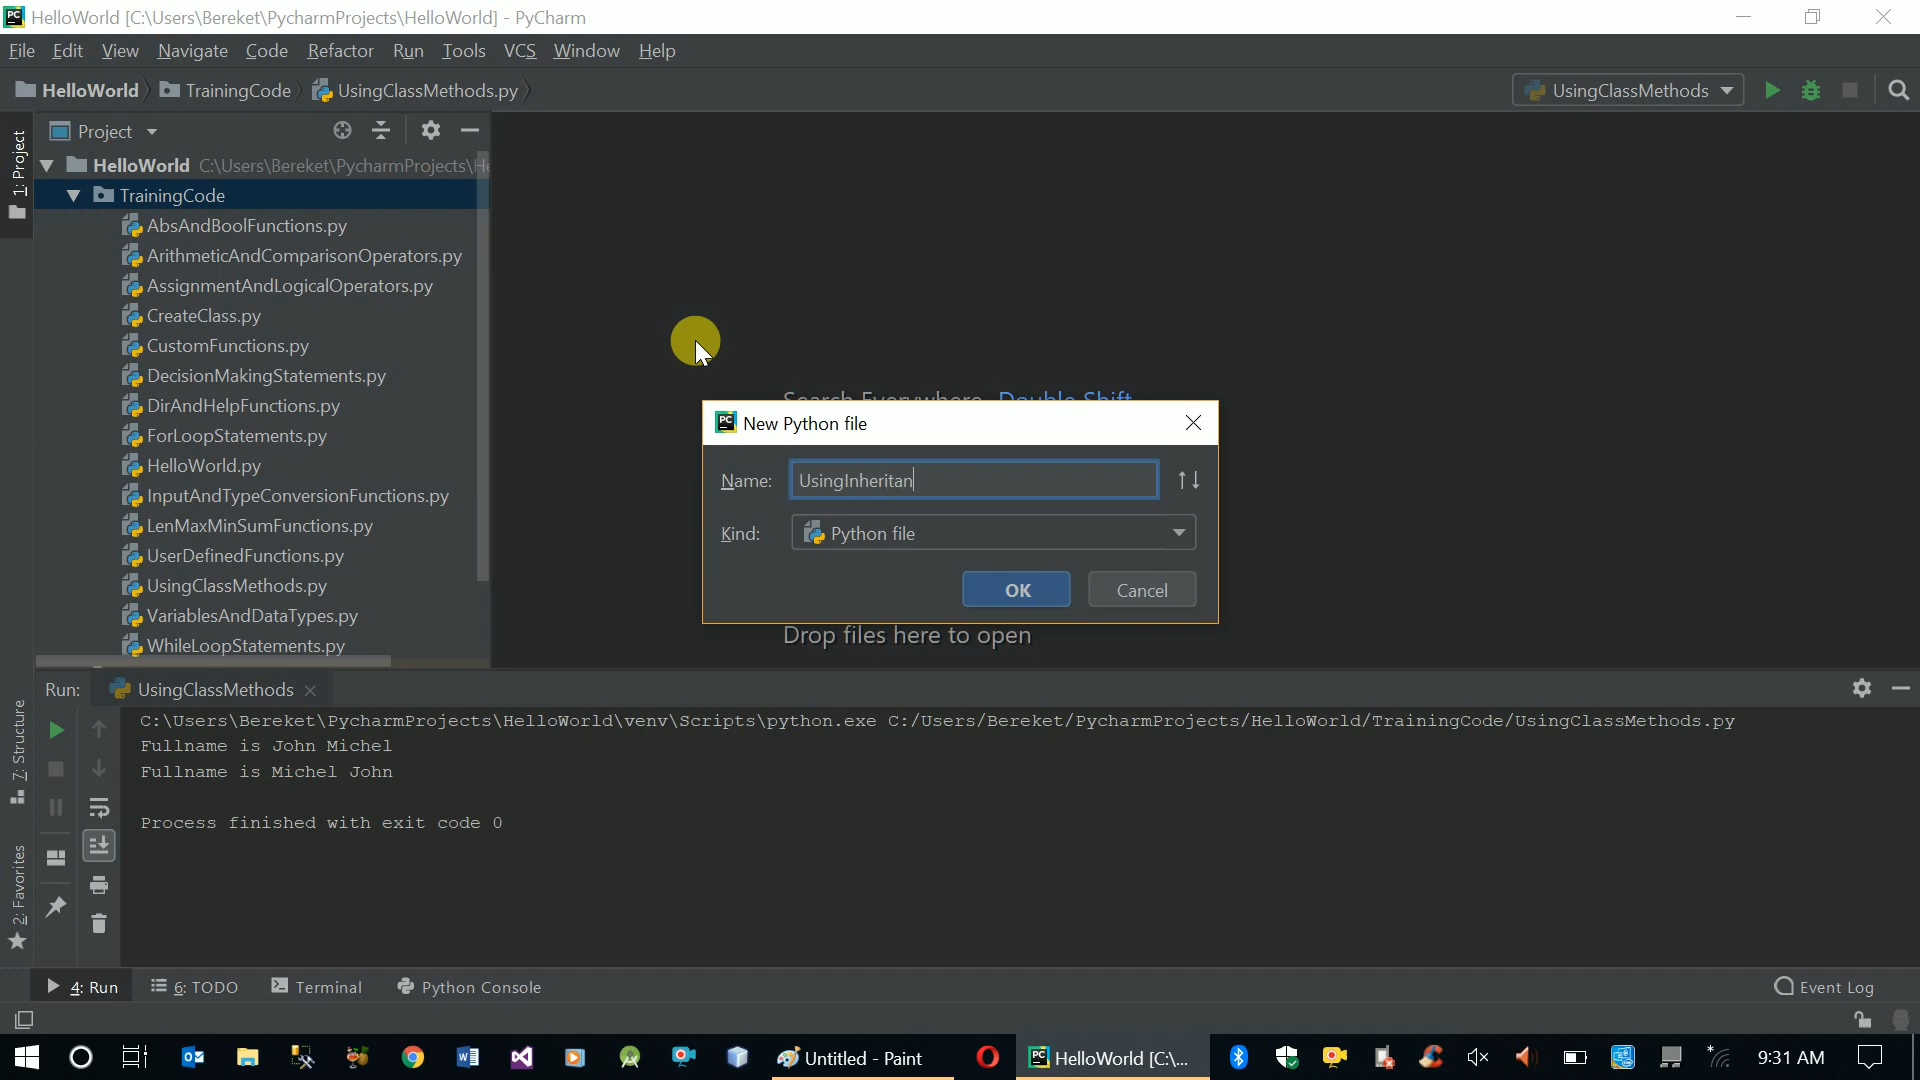 HelloWorld [C:\Users\Bereket\PycharmProjects\HelloWorld] - PyCharm
File Edit View Navigate Code Refactor Run Tools VCS Window Help
HelloWorld TrainingCode UsingClassMethods.py UsingClassMethods
1: Project
Project
HelloWorld C:\Users\Bereket\PycharmProjects\He
TrainingCode
AbsAndBoolFunctions.py
ArithmeticAndComparisonOperators.py
AssignmentAndLogicalOperators.py
CreateClass.py
CustomFunctions.py
DecisionMakingStatements.py
DirAndHelpFunctions.py
ForLoopStatements.py
HelloWorld.py
InputAndTypeConversionFunctions.py
LenMaxMinSumFunctions.py
UserDefinedFunctions.py
UsingClassMethods.py
VariablesAndDataTypes.py
WhileLoopStatements.py
Search Everywhere Double Shift
New Python file
Name: UsingInheritan
Kind: Python file
OK Cancel
Drop files here to open
7: Structure
2: Favorites
Run: UsingClassMethods
C:\Users\Bereket\PycharmProjects\HelloWorld\venv\Scripts\python.exe C:/Users/Bereket/PycharmProjects/HelloWorld/TrainingCode/UsingClassMethods.py
Fullname is John Michel
Fullname is Michel John
Process finished with exit code 0
4: Run 6: TODO Terminal Python Console Event Log
Untitled - Paint HelloWorld [C:\... 9:31 AM